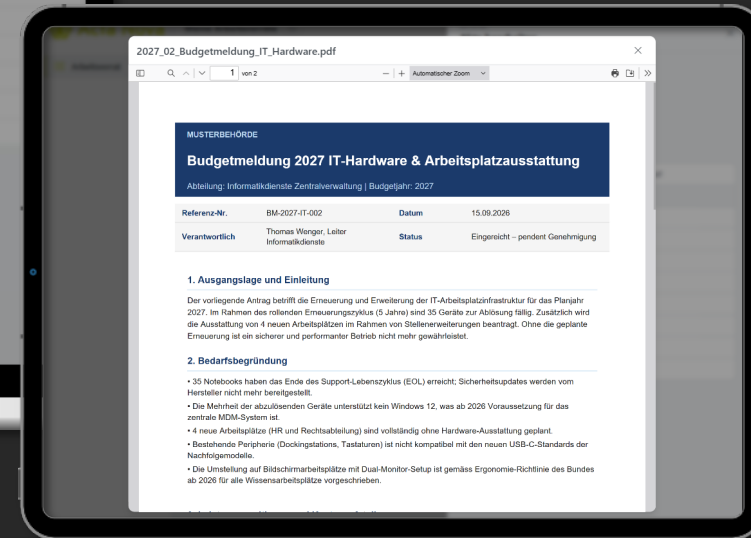 2027_02_Budgetmeldung_IT_Hardware.pdf
1 von 2
Automatischer Zoom
MUSTERBEHÖRDE
Budgetmeldung 2027 IT-Hardware & Arbeitsplatzausstattung
Abteilung: Informatikdienste Zentralverwaltung | Budgetjahr: 2027
Referenz-Nr. BM-2027-IT-002 Datum 15.09.2026
Verantwortlich Thomas Wenger, Leiter Informatikdienste Status Eingereicht – pendent Genehmigung
1. Ausgangslage und Einleitung
Der vorliegende Antrag betrifft die Erneuerung und Erweiterung der IT-Arbeitsplatzinfrastruktur für das Planjahr
2027. Im Rahmen des rollenden Erneuerungszyklus (5 Jahre) sind 35 Geräte zur Ablösung fällig. Zusätzlich wird
die Ausstattung von 4 neuen Arbeitsplätzen im Rahmen von Stellenerweiterungen beantragt. Ohne die geplante
Erneuerung ist ein sicherer und performanter Betrieb nicht mehr gewährleistet.
2. Bedarfsbegründung
• 35 Notebooks haben das Ende des Support-Lebenszyklus (EOL) erreicht; Sicherheitsupdates werden vom
Hersteller nicht mehr bereitgestellt.
• Die Mehrheit der abzulösenden Geräte unterstützt kein Windows 12, was ab 2026 Voraussetzung für das
zentrale MDM-System ist.
• 4 neue Arbeitsplätze (HR und Rechtsabteilung) sind vollständig ohne Hardware-Ausstattung geplant.
• Bestehende Peripherie (Dockingstations, Tastaturen) ist nicht kompatibel mit den neuen USB-C-Standards der
Nachfolgemodelle.
• Die Umstellung auf Bildschirmarbeitsplätze mit Dual-Monitor-Setup ist gemäss Ergonomie-Richtlinie des Bundes
ab 2026 für alle Wissensarbeitsplätze vorgeschrieben.